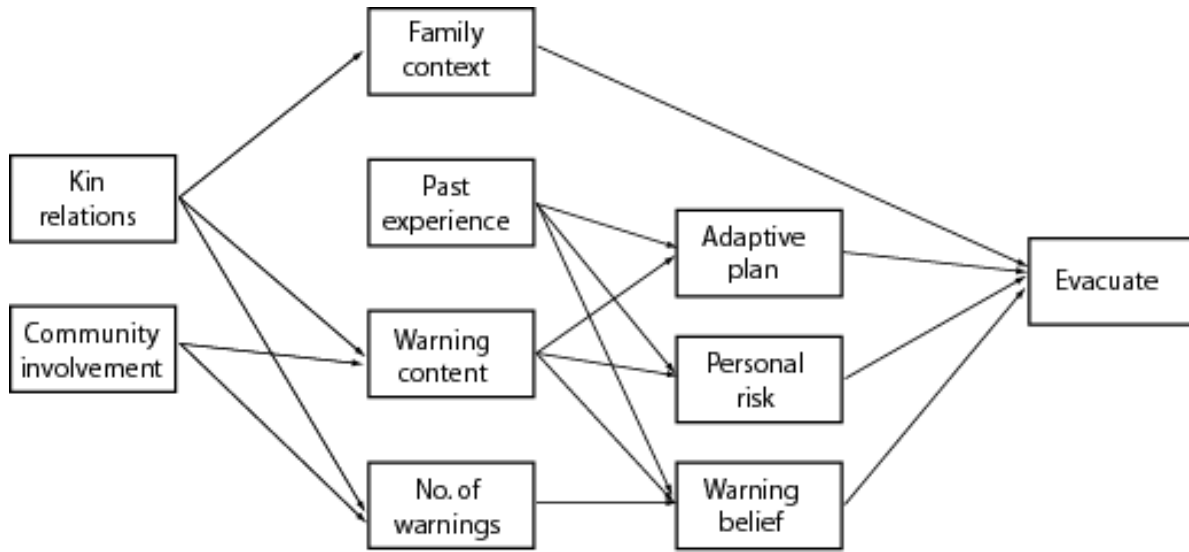 Family
context
Kin
relations
Past
experience
Adaptive
plan
Evacuate
Community
involvement
Warning
content
Personal
risk
No. of
warnings
Warning
belief